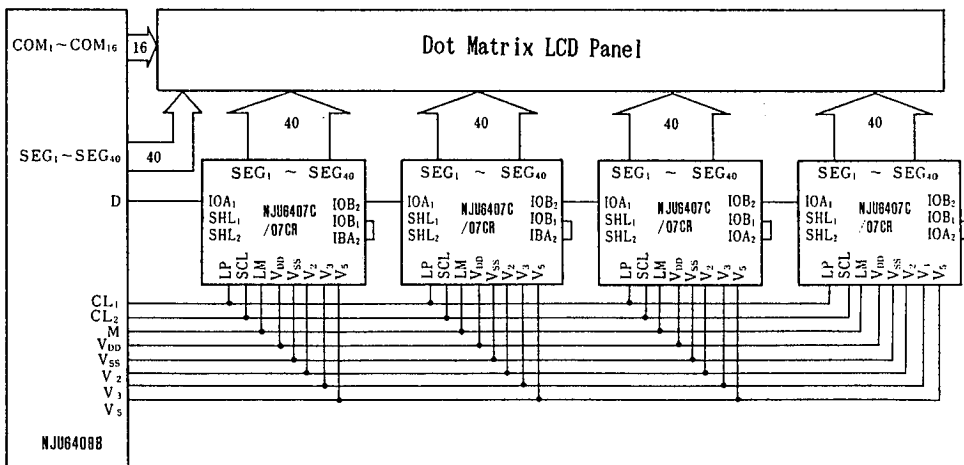 COM₁~COM₁₆ 16
Dot Matrix LCD Panel
SEG₁~SEG₄₀ 40
40
40
40
40
SEG₁ ~ SEG₄₀
SEG₁ ~ SEG₄₀
SEG₁ ~ SEG₄₀
SEG₁ ~ SEG₄₀
D
IOA₁ NJU6407C IOB₂
SHL₁ /07CR IOB₁
SHL₂ IBA₂
LP SCL LM V_DD V_SS V₂ V₃ V₅
IOA₁ NJU6407C IOB₂
SHL₁ /07CR IOB₁
SHL₂ IBA₂
LP SCL LM V_DD V_SS V₂ V₃ V₅
IOA₁ NJU6407C IOB₂
SHL₁ /07CR IOB₁
SHL₂ IOA₂
LP SCL LM V_DD V_SS V₂ V₃ V₅
IOA₁ NJU6407C IOB₂
SHL₁ /07CR IOB₁
SHL₂ IOA₂
LP SCL LM V_DD V_SS V₂ V₅
CL₁
CL₂
M
V_DD
V_SS
V₂
V₃
V₅